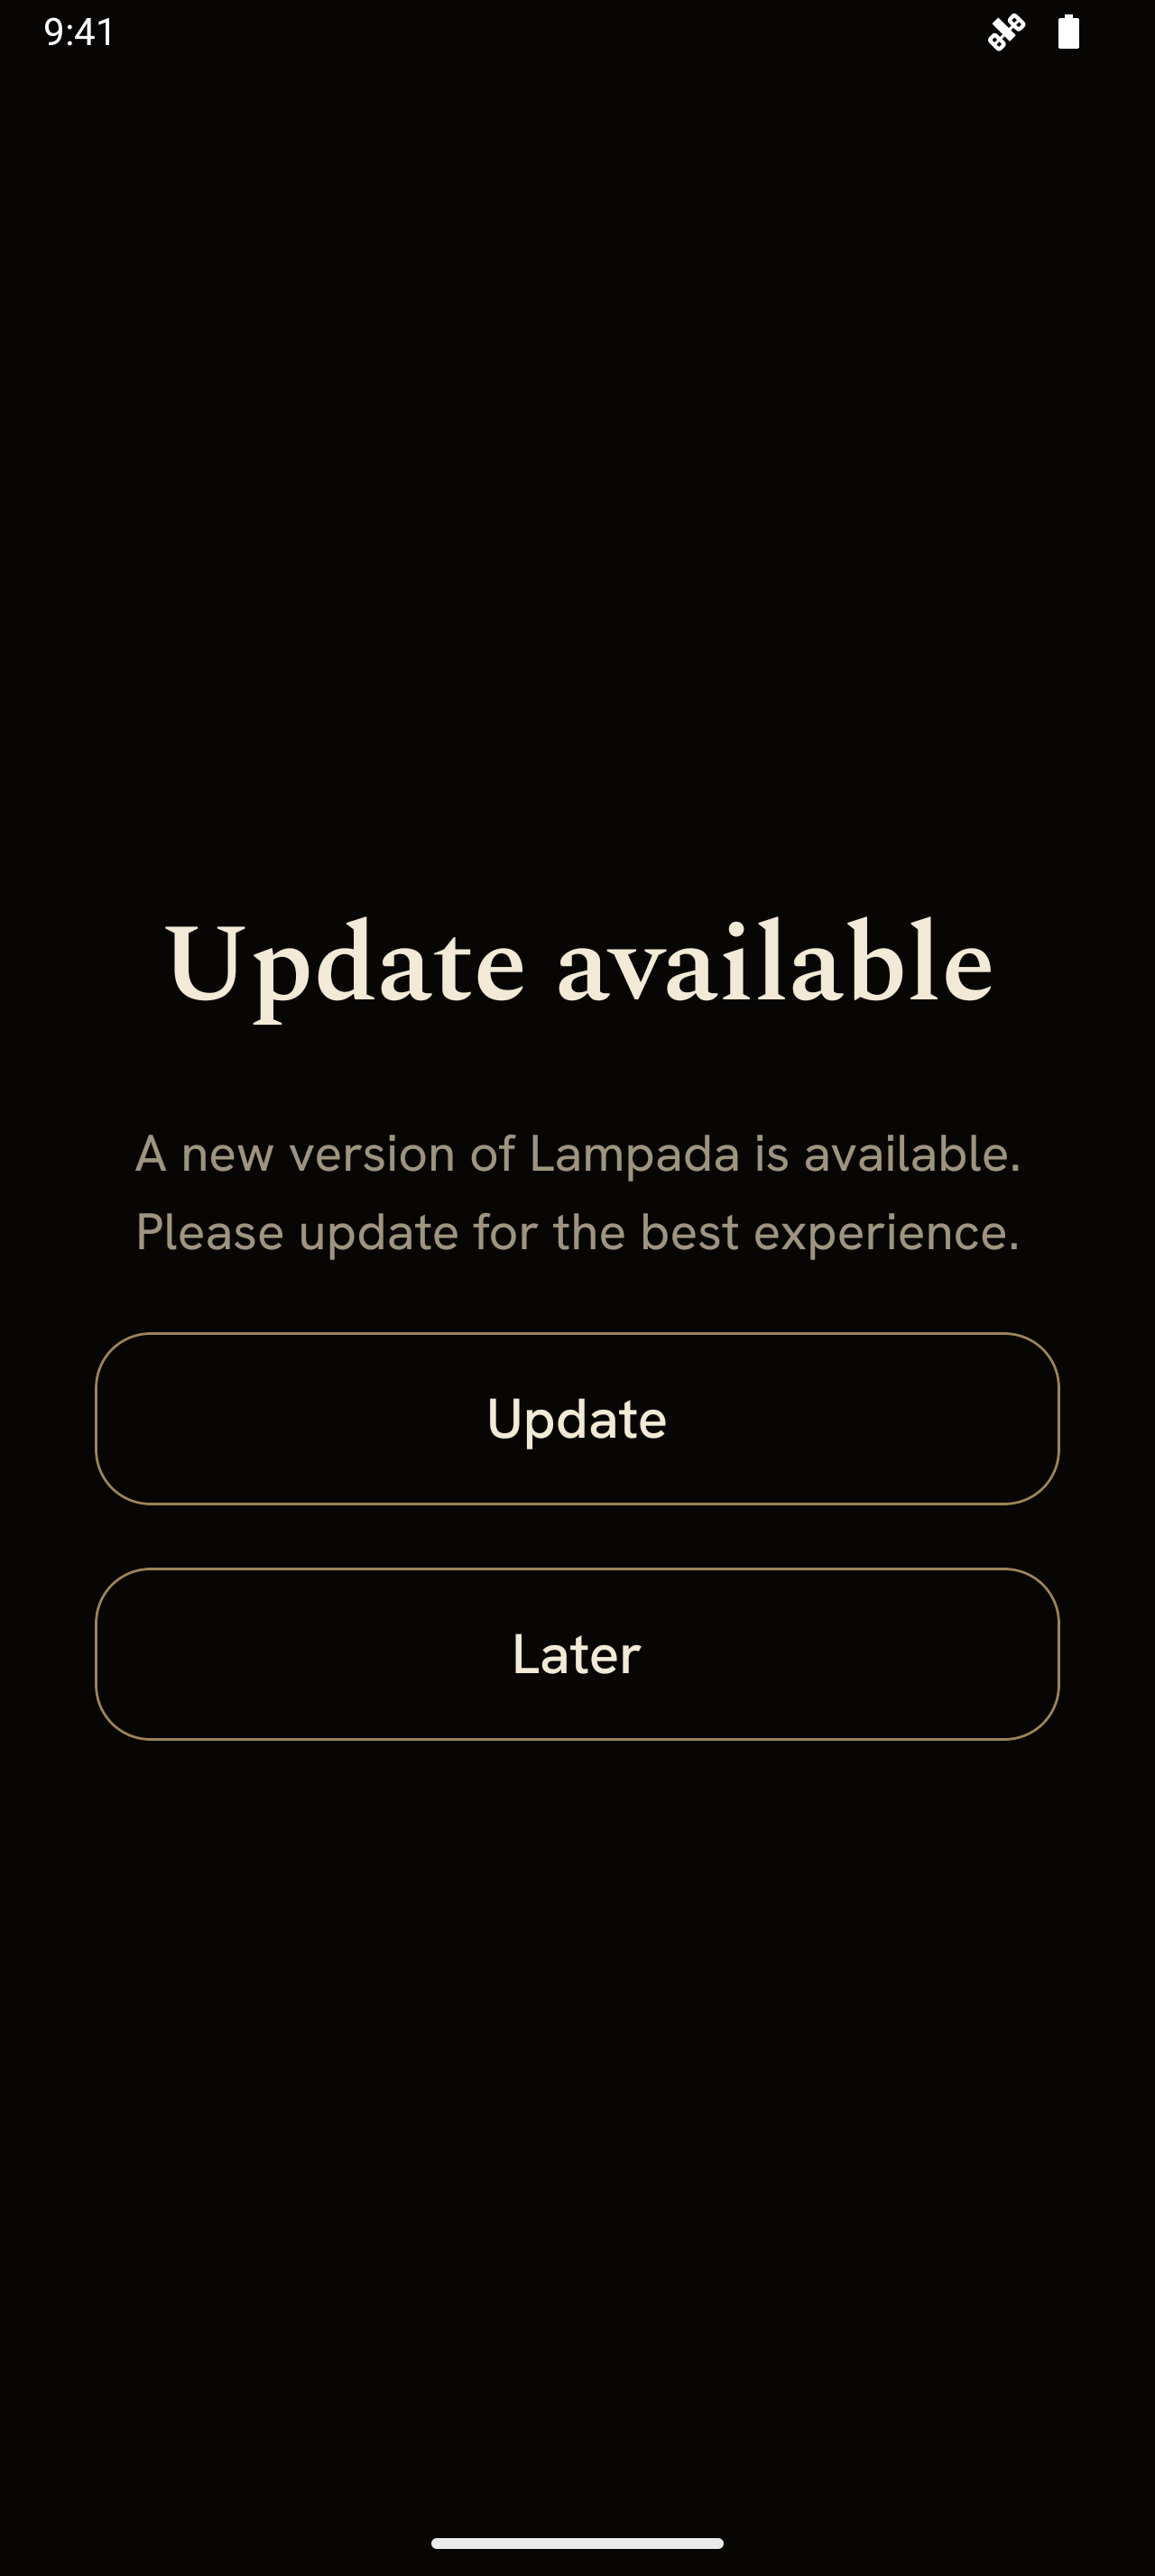 9:41
Update available
A new version of Lampada is available.
Please update for the best experience.
Update
Later